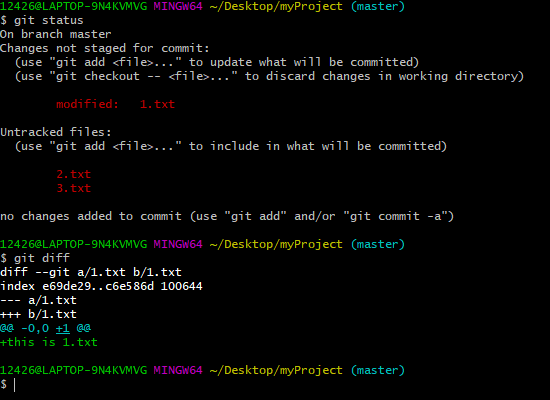 12426@LAPTOP-9N4KVMVG MINGW64 ~/Desktop/myProject (master)
$ git status
On branch master
Changes not staged for commit:
  (use "git add <file>..." to update what will be committed)
  (use "git checkout -- <file>..." to discard changes in working directory)
        modified:   1.txt
Untracked files:
  (use "git add <file>..." to include in what will be committed)
        2.txt
        3.txt
no changes added to commit (use "git add" and/or "git commit -a")
12426@LAPTOP-9N4KVMVG MINGW64 ~/Desktop/myProject (master)
$ git diff
diff --git a/1.txt b/1.txt
index e69de29..c6e586d 100644
--- a/1.txt
+++ b/1.txt
@@ -0,0 +1 @@
+this is 1.txt
12426@LAPTOP-9N4KVMVG MINGW64 ~/Desktop/myProject (master)
$